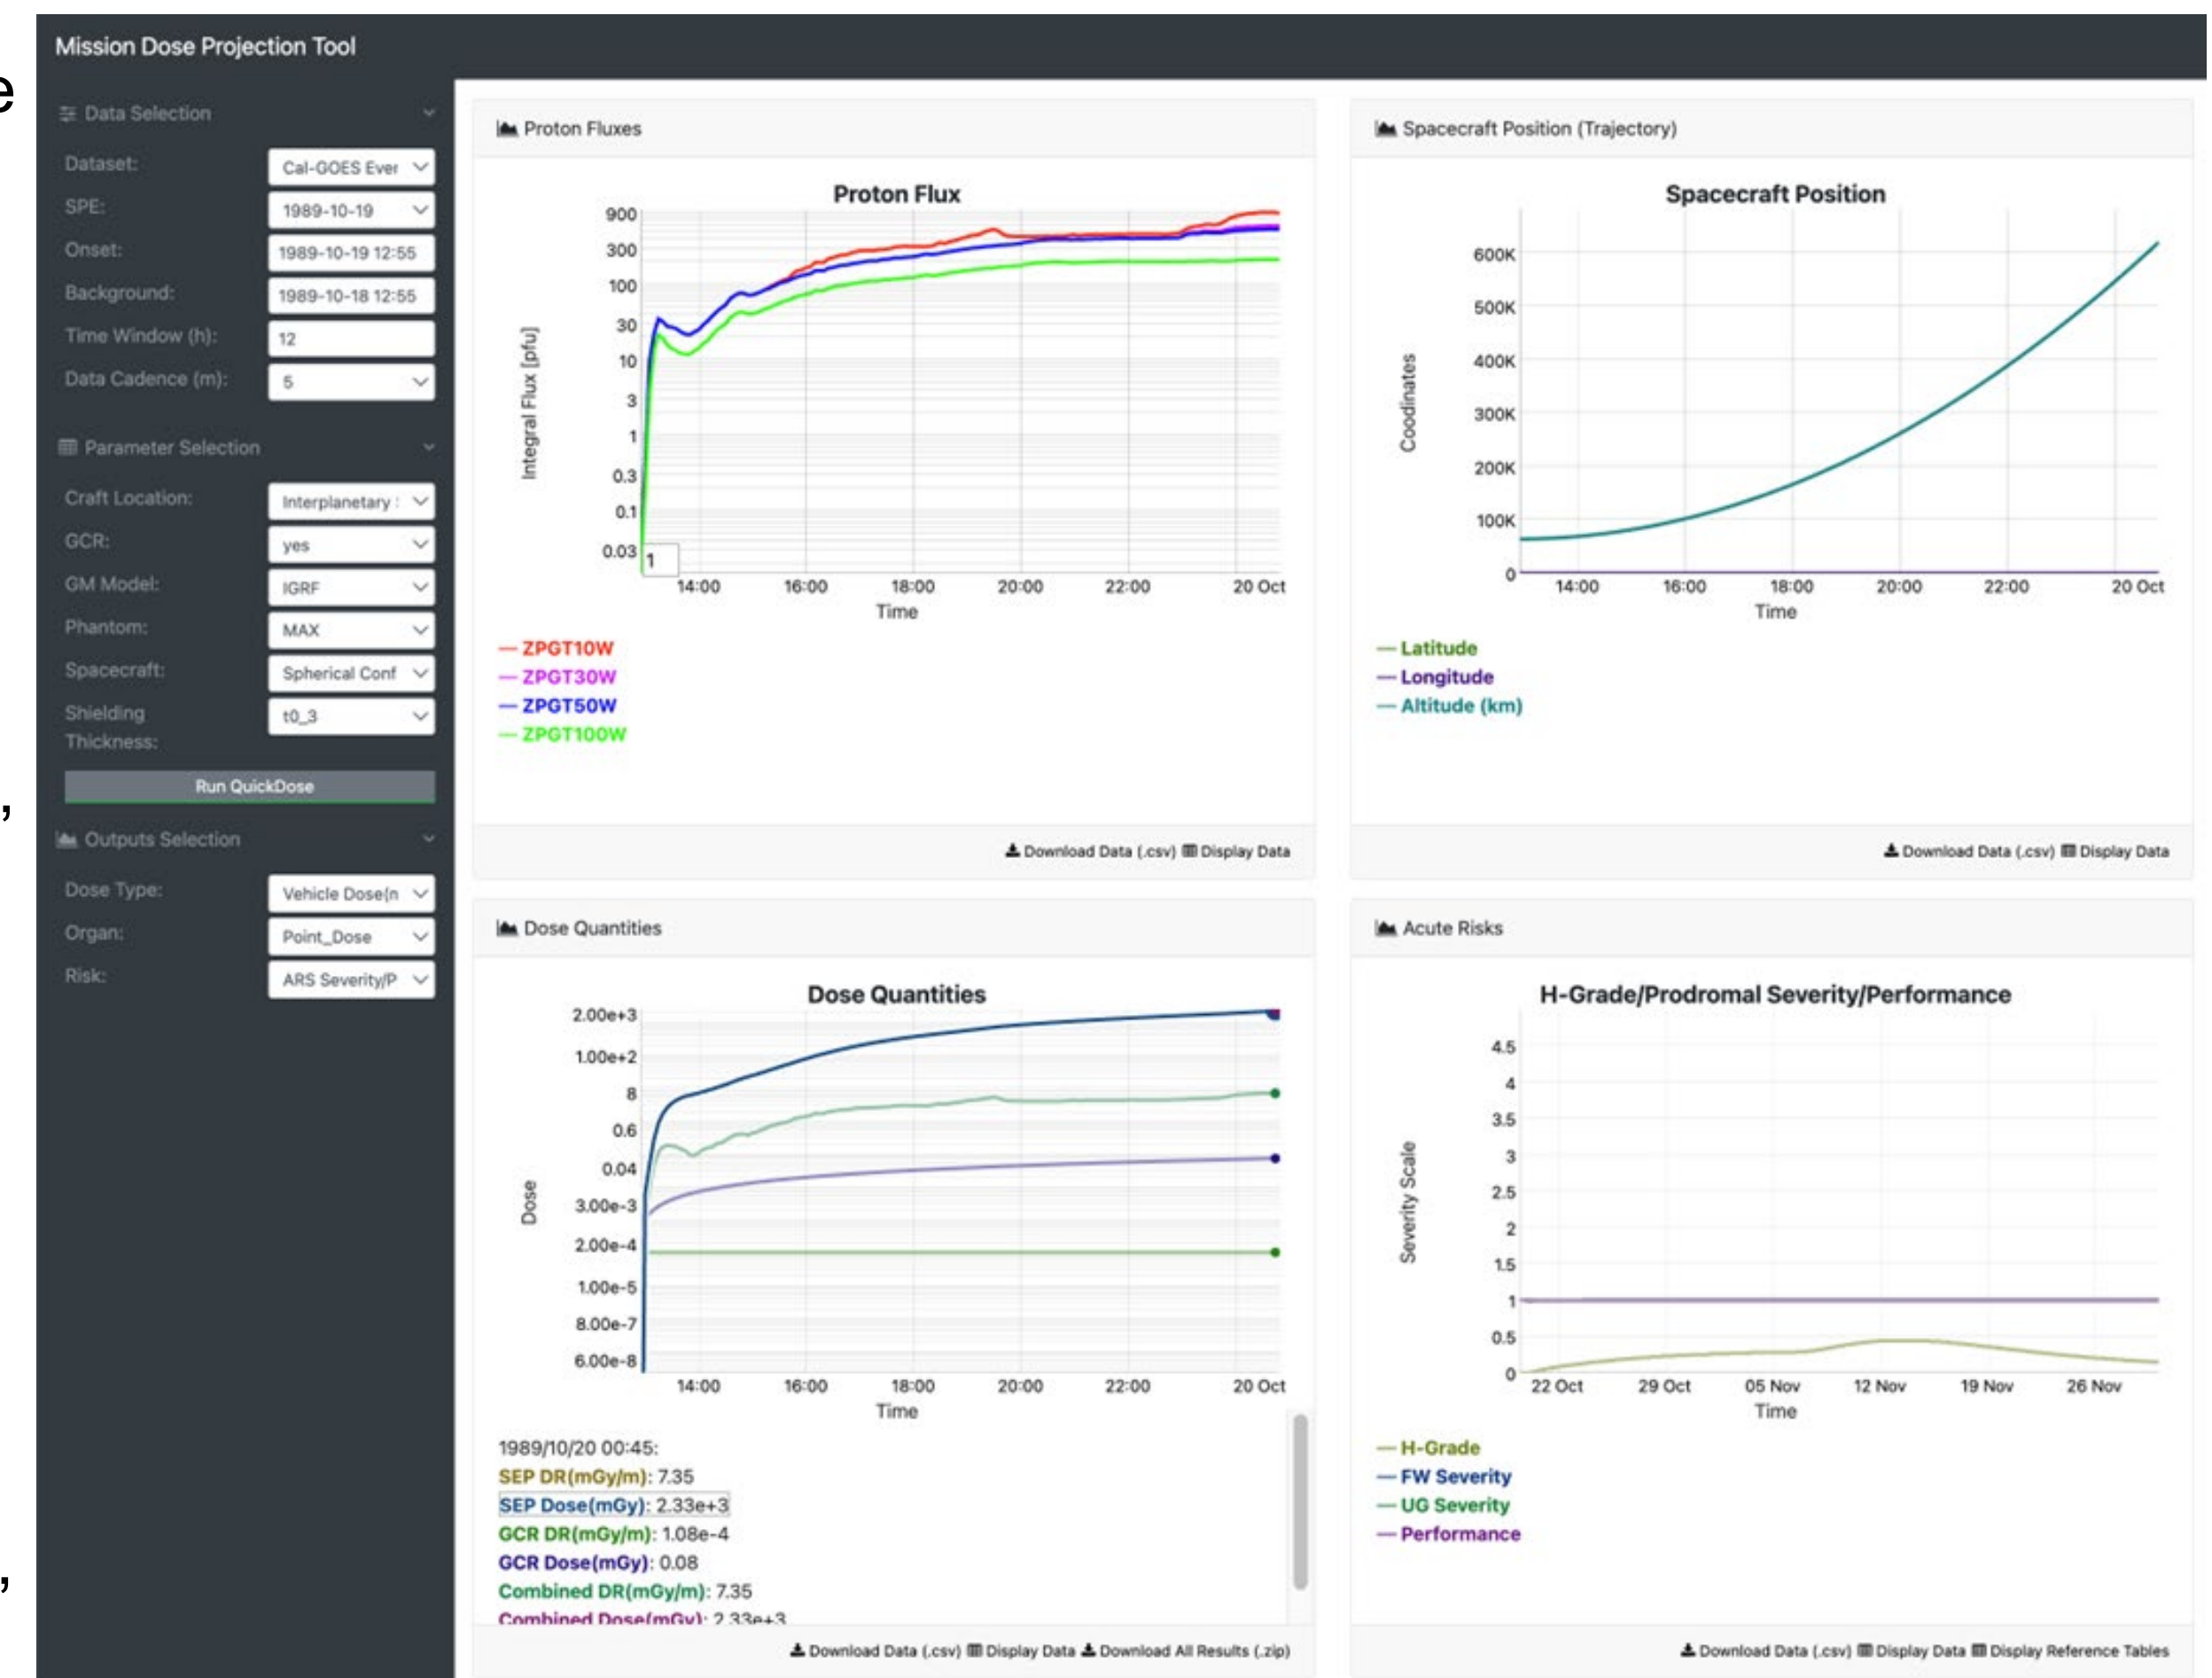 Mission Dose Projection Tool
e
,
,
Data Selection
Dataset: Cal-GOES Ever
SPE: 1989-10-19
Onset: 1989-10-19 12:55
Background: 1989-10-18 12:55
Time Window (h): 12
Data Cadence (m): 5
Parameter Selection
Craft Location: Interplanetary :
GCR: yes
GM Model: IGRF
Phantom: MAX
Spacecraft: Spherical Conf
Shielding t0_3
Thickness:
Run QuickDose
Outputs Selection
Dose Type: Vehicle Dose(n
Organ: Point_Dose
Risk: ARS Severity/P
Proton Fluxes
Proton Flux
900
300
100
30
10
3
1
0.3
0.1
0.03
Integral Flux [pfu]
1
14:00 16:00 18:00 20:00 22:00 20 Oct
Time
ZPGT10W
ZPGT30W
ZPGT50W
ZPGT100W
Download Data (.csv) Display Data
Spacecraft Position (Trajectory)
Spacecraft Position
600K
500K
400K
300K
200K
100K
0
Coodinates
14:00 16:00 18:00 20:00 22:00 20 Oct
Time
Latitude
Longitude
Altitude (km)
Download Data (.csv) Display Data
Dose Quantities
Dose Quantities
2.00e+3
1.00e+2
8
0.6
0.04
3.00e-3
2.00e-4
1.00e-5
8.00e-7
6.00e-8
Dose
14:00 16:00 18:00 20:00 22:00 20 Oct
Time
1989/10/20 00:45:
SEP DR(mGy/m): 7.35
SEP Dose(mGy): 2.33e+3
GCR DR(mGy/m): 1.08e-4
GCR Dose(mGy): 0.08
Combined DR(mGy/m): 7.35
Combined Dose(mGy): 2.33e+3
Download Data (.csv) Display Data Download All Results (.zip)
Acute Risks
H-Grade/Prodromal Severity/Performance
4.5
4
3.5
3
2.5
2
1.5
1
0.5
0
Severity Scale
22 Oct 29 Oct 05 Nov 12 Nov 19 Nov 26 Nov
Time
H-Grade
FW Severity
UG Severity
Performance
Download Data (.csv) Display Data Display Reference Tables